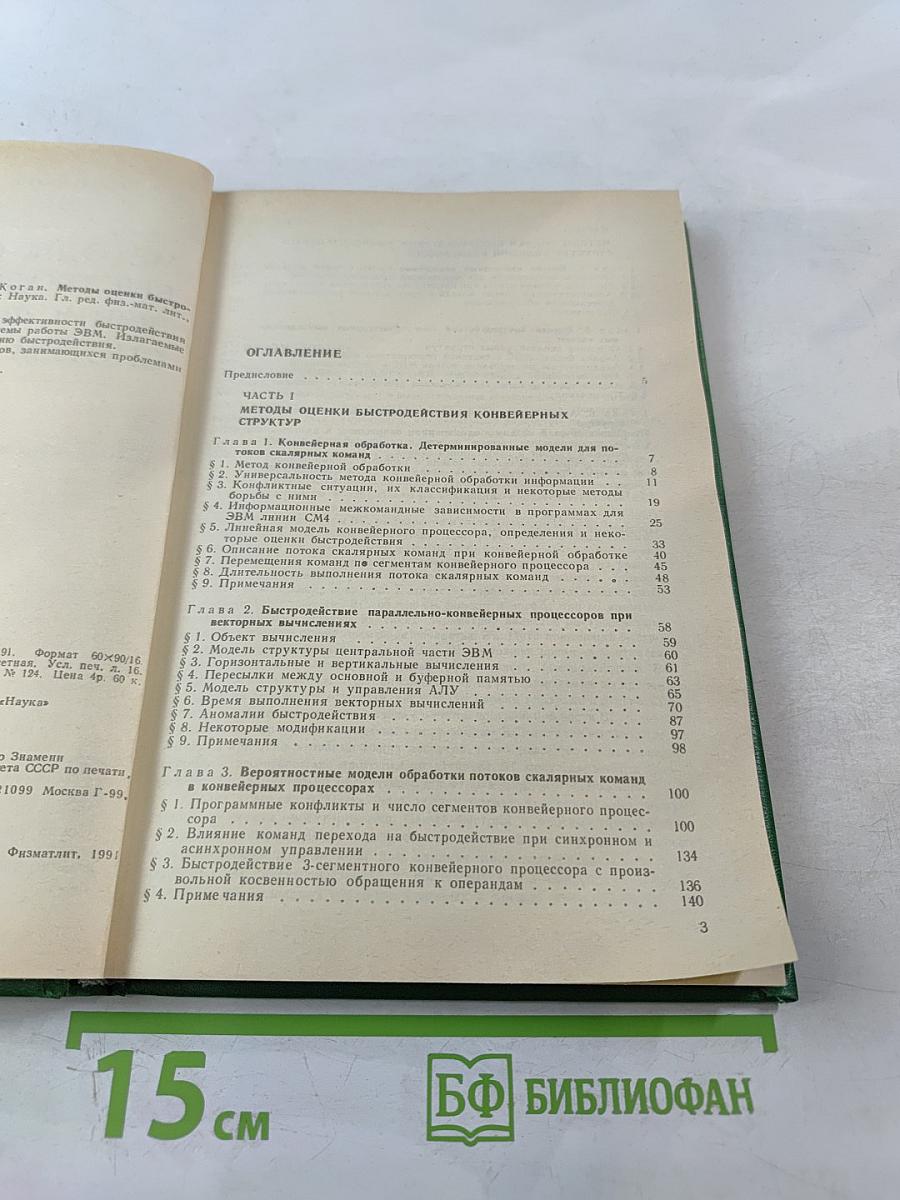 Коган. Методы оценки быстро-
: Наука. Гл. ред. физ.-мат. лит.,
эффективности быстродействия
емы работы ЭВМ. Излагаемые
ню быстродействия.
ов, занимающихся проблемами
91. Формат 60×90/16.
етная. Усл. печ. л. 16.
№ 124. Цена 4р. 60 к.
«Наука»
о Знамени
ета СССР по печати,
21099 Москва Г-99,
Физматлит, 1991
ОГЛАВЛЕНИЕ
Предисловие . . . . . . . . . . . . . . . . . . . . 5
ЧАСТЬ I
МЕТОДЫ ОЦЕНКИ БЫСТРОДЕЙСТВИЯ КОНВЕЙЕРНЫХ
СТРУКТУР
Глава 1. Конвейерная обработка. Детерминированные модели для по-
токов скалярных команд . . . . . . . . . . . . . . . . 7
§ 1. Метод конвейерной обработки . . . . . . . . . . . . . 8
§ 2. Универсальность метода конвейерной обработки информации . . 11
§ 3. Конфликтные ситуации, их классификация и некоторые методы
борьбы с ними . . . . . . . . . . . . . . . . . . . 19
§ 4. Информационные межкомандные зависимости в программах для
ЭВМ линии СМ4 . . . . . . . . . . . . . . . . . . . 25
§ 5. Линейная модель конвейерного процессора, определения и неко-
торые оценки быстродействия . . . . . . . . . . . . . . 33
§ 6. Описание потока скалярных команд при конвейерной обработке 40
§ 7. Перемещения команд по сегментам конвейерного процессора . . . 45
§ 8. Длительность выполнения потока скалярных команд . . . . . 48
§ 9. Примечания . . . . . . . . . . . . . . . . . . . . 53
Глава 2. Быстродействие параллельно-конвейерных процессоров при
векторных вычислениях . . . . . . . . . . . . . . . . 58
§ 1. Объект вычисления . . . . . . . . . . . . . . . . . 59
§ 2. Модель структуры центральной части ЭВМ . . . . . . . . . 60
§ 3. Горизонтальные и вертикальные вычисления . . . . . . . . 61
§ 4. Пересылки между основной и буферной памятью . . . . . . 63
§ 5. Модель структуры и управления АЛУ . . . . . . . . . . . 65
§ 6. Время выполнения векторных вычислений . . . . . . . . . 70
§ 7. Аномалии быстродействия . . . . . . . . . . . . . . . 87
§ 8. Некоторые модификации . . . . . . . . . . . . . . . . 97
§ 9. Примечания . . . . . . . . . . . . . . . . . . . . 98
Глава 3. Вероятностные модели обработки потоков скалярных команд
в конвейерных процессорах . . . . . . . . . . . . . . . 100
§ 1. Программные конфликты и число сегментов конвейерного процес-
сора . . . . . . . . . . . . . . . . . . . . . . . 100
§ 2. Влияние команд перехода на быстродействие при синхронном и
асинхронном управлении . . . . . . . . . . . . . . . . 134
§ 3. Быстродействие 3-сегментного конвейерного процессора с произ-
вольной косвенностью обращения к операндам . . . . . . . . 136
§ 4. Примечания . . . . . . . . . . . . . . . . . . . . 140
3
15 см
БФ БИБЛИОФАН